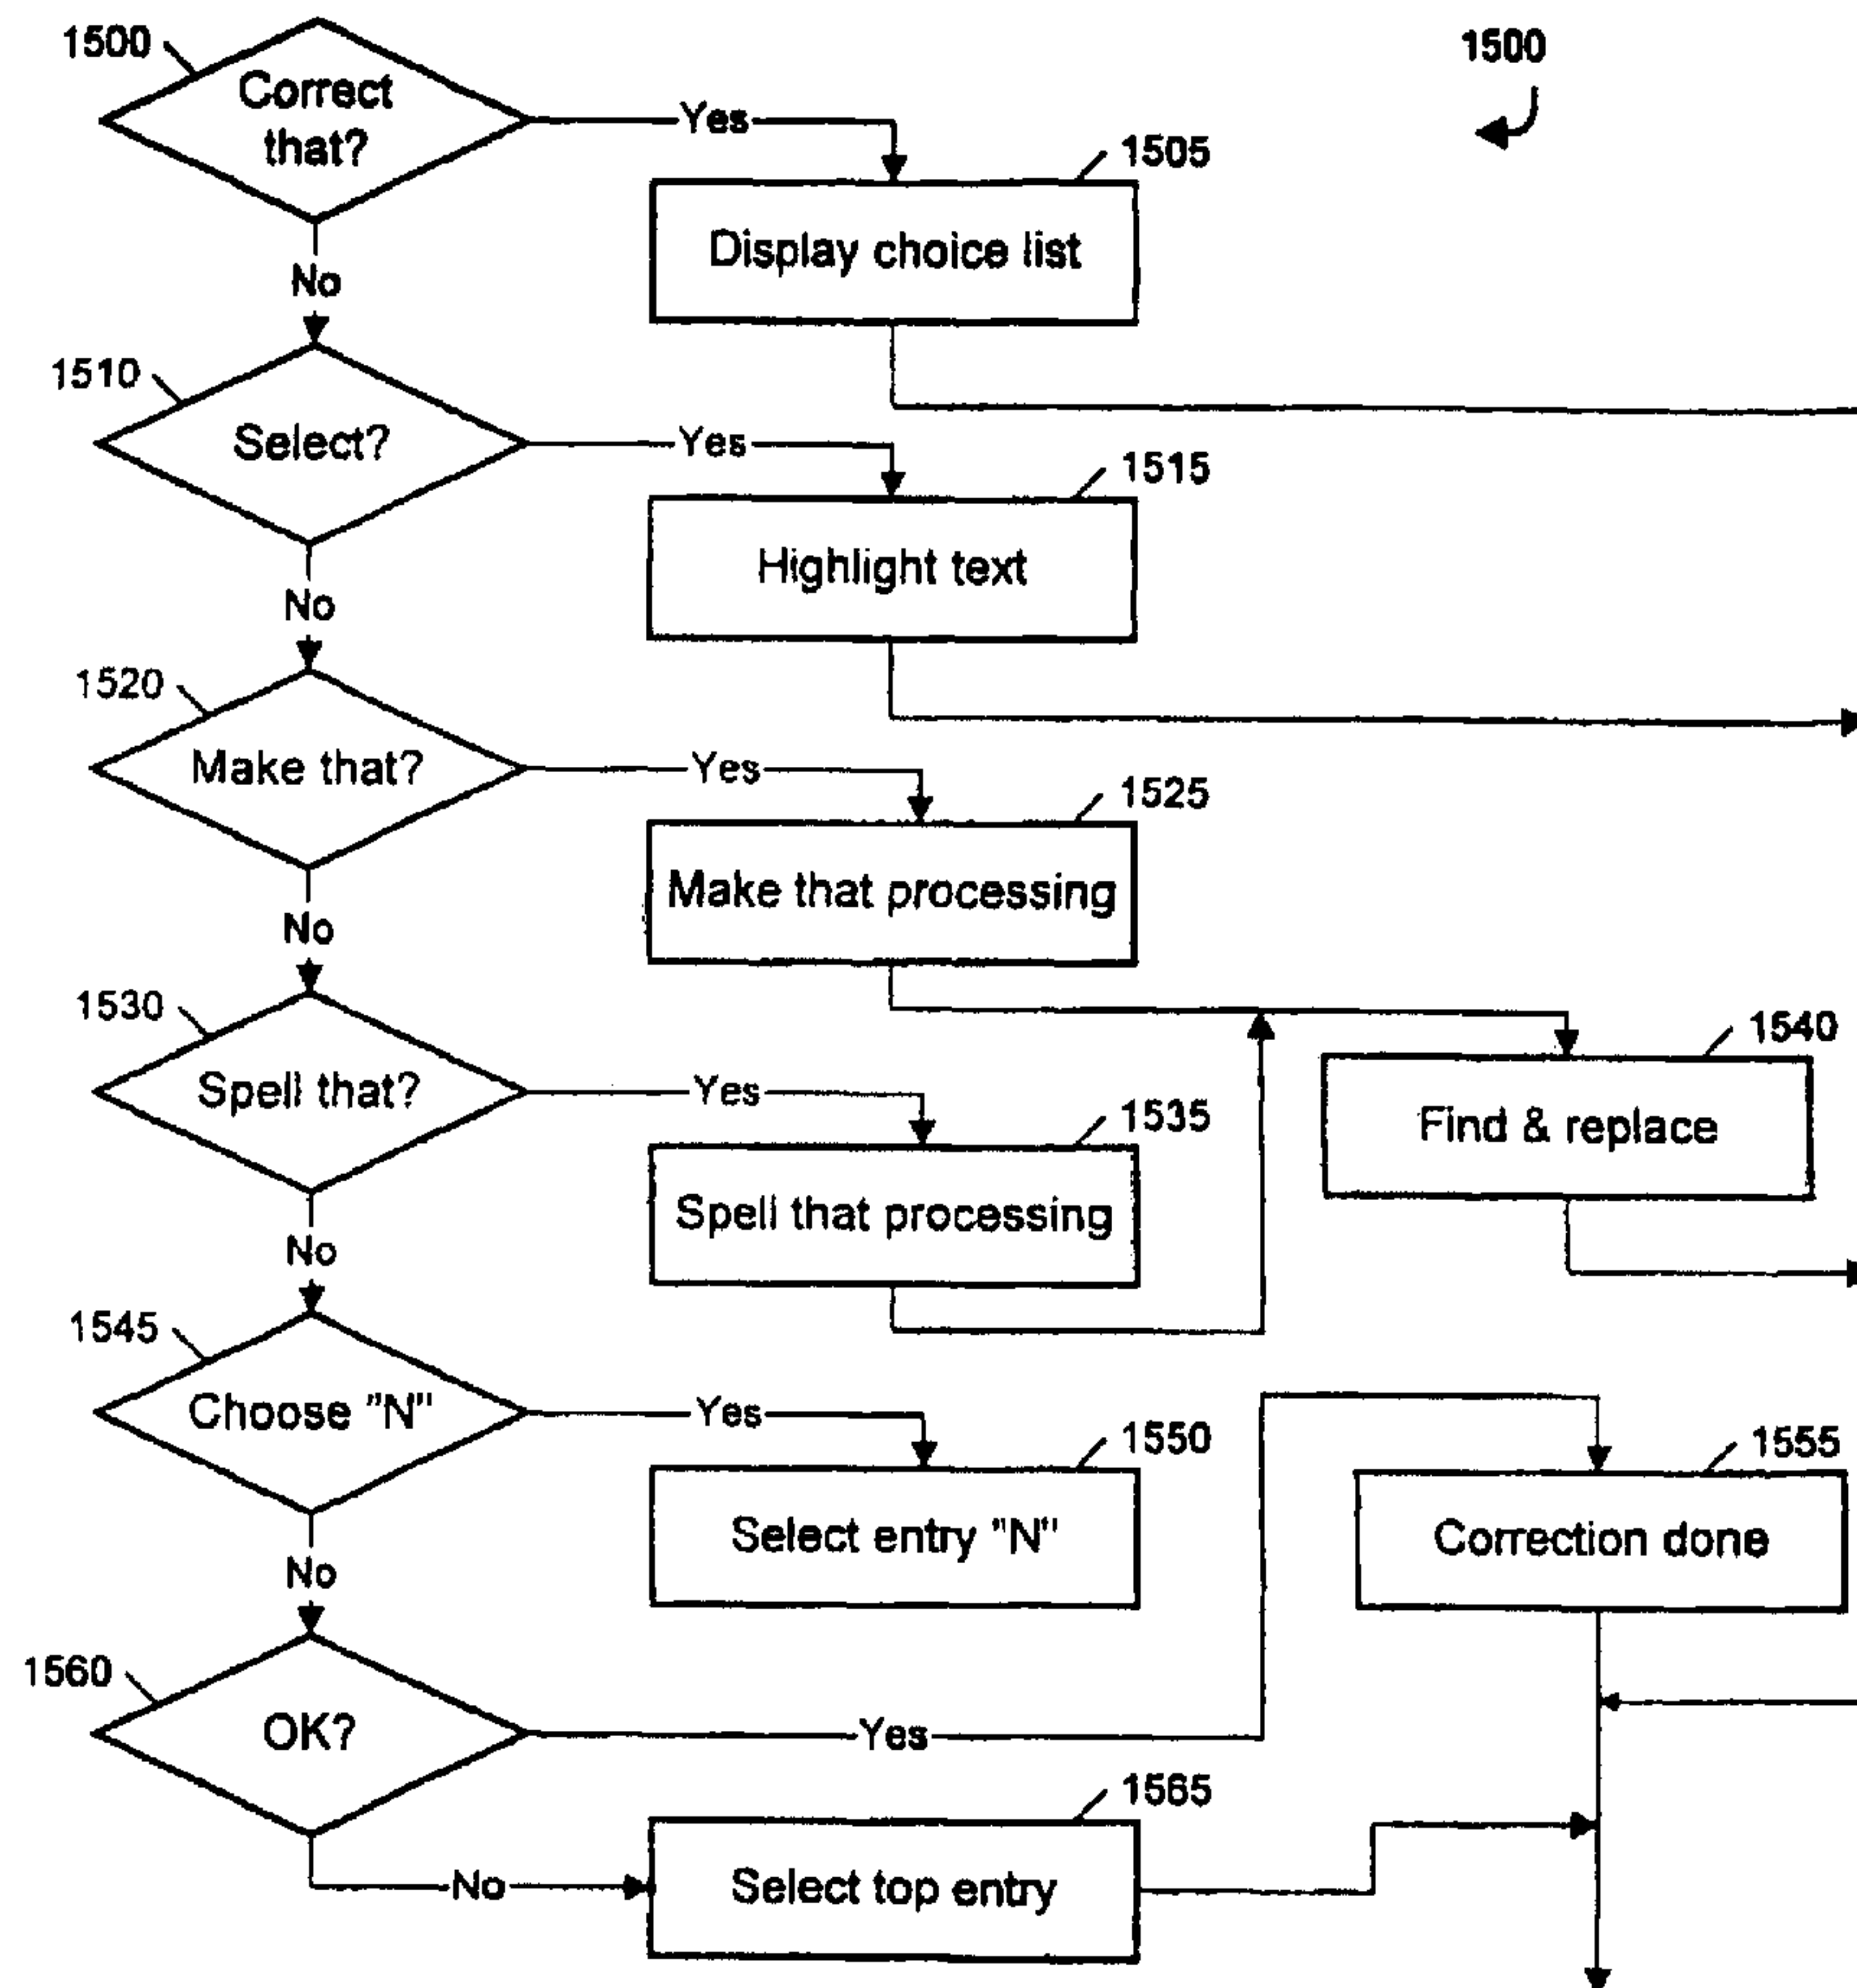 1500
Correct
that?
Yes
1500
1505
Display choice list
No
1510
Select?
Yes
1515
Highlight text
No
1520
Make that?
Yes
1525
Make that processing
No
1530
Spell that?
Yes
1535
Spell that processing
1540
Find & replace
No
1545
Choose "N"
Yes
1550
Select entry "N"
1555
Correction done
No
1560
OK?
Yes
1565
No
Select top entry